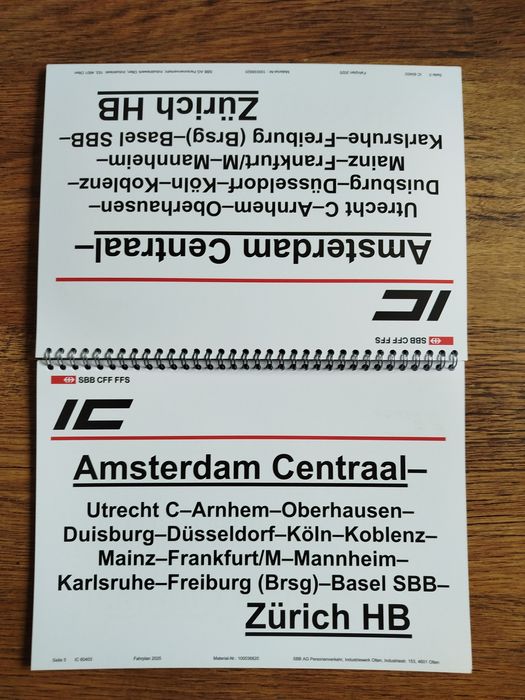 Seite 5 IC 60403 Fahrplan 2025 Material-Nr.: 100038620 SBB AG Personenverkehr, Industriewerk Olten, Industriestr. 153, 4601 Olten
Zürich HB
Karlsruhe–Freiburg (Brsg)–Basel SBB–
Mainz–Frankfurt/M–Mannheim–
Duisburg–Düsseldorf–Köln–Koblenz–
Utrecht C–Arnhem–Oberhausen–
Amsterdam Centraal–
IC
SBB CFF FFS
SBB CFF FFS
IC
Amsterdam Centraal–
Utrecht C–Arnhem–Oberhausen–
Duisburg–Düsseldorf–Köln–Koblenz–
Mainz–Frankfurt/M–Mannheim–
Karlsruhe–Freiburg (Brsg)–Basel SBB–
Zürich HB
Seite 5 IC 60403 Fahrplan 2025 Material-Nr.: 100038620 SBB AG Personenverkehr, Industriewerk Olten, Industriestr. 153, 4601 Olten